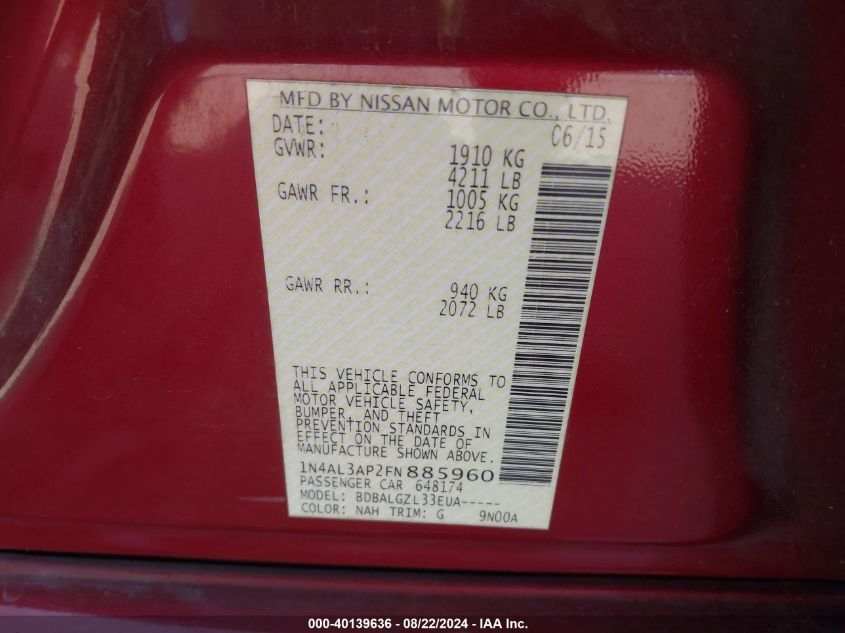 MFD BY NISSAN MOTOR CO., LTD.
DATE: 06/15
GVWR: 1910 KG
4211 LB
GAWR FR.: 1005 KG
2216 LB
GAWR RR.: 940 KG
2072 LB
THIS VEHICLE CONFORMS TO
ALL APPLICABLE FEDERAL
MOTOR VEHICLE SAFETY,
BUMPER, AND THEFT
PREVENTION STANDARDS IN
EFFECT ON THE DATE OF
MANUFACTURE SHOWN ABOVE.
1N4AL3AP2FN885960
PASSENGER CAR 648174
MODEL: BDBALGZL33EUA-----
COLOR: NAH TRIM: G 9N00A
000-40139636 - 08/22/2024 - IAA Inc.